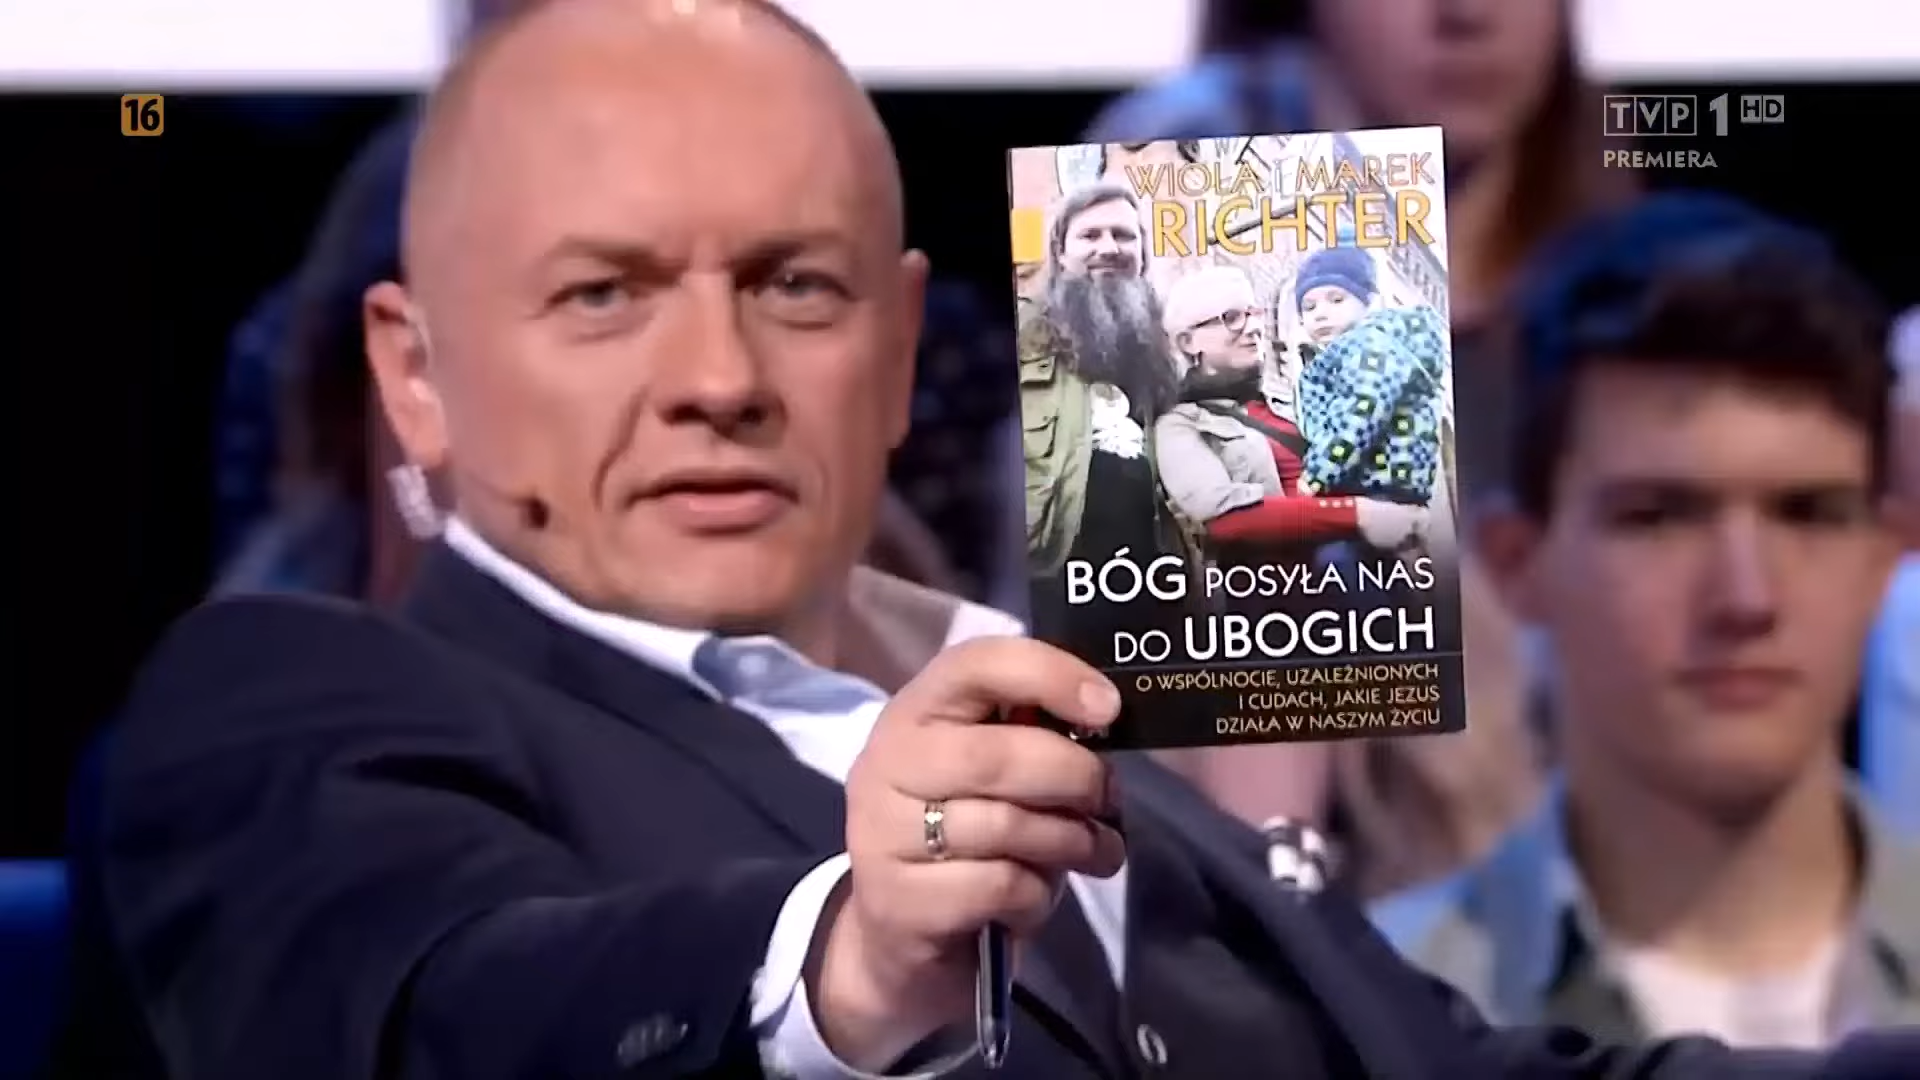 16
TVP 1 HD
PREMIERA
WIOLA I MAREK
RICHTER
BÓG POSYŁA NAS
DO UBOGICH
O WSPÓLNOCIE, UZALEŻNIONYCH
I CUDACH, JAKIE JEZUS
DZIAŁA W NASZYM ŻYCIU